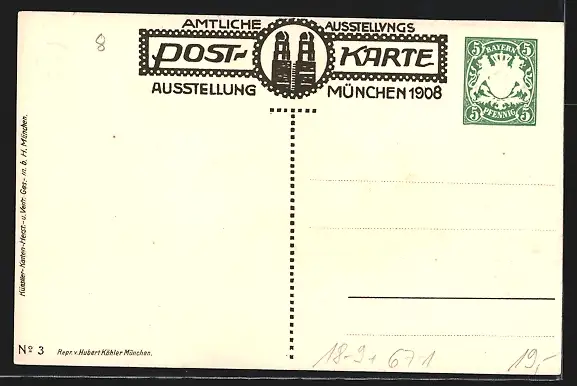 8
AMTLICHE AUSSTELLUNGS
POST- KARTE
AUSSTELLUNG MÜNCHEN 1908
5 BAYERN 5
5 PFENNIG 5
Künstler-Karten-Herst.-u. Vertr. Ges.- m. b. H. München.
Nº 3 Repr. v. Hubert Köhler München.
18-9+ 671 19,-